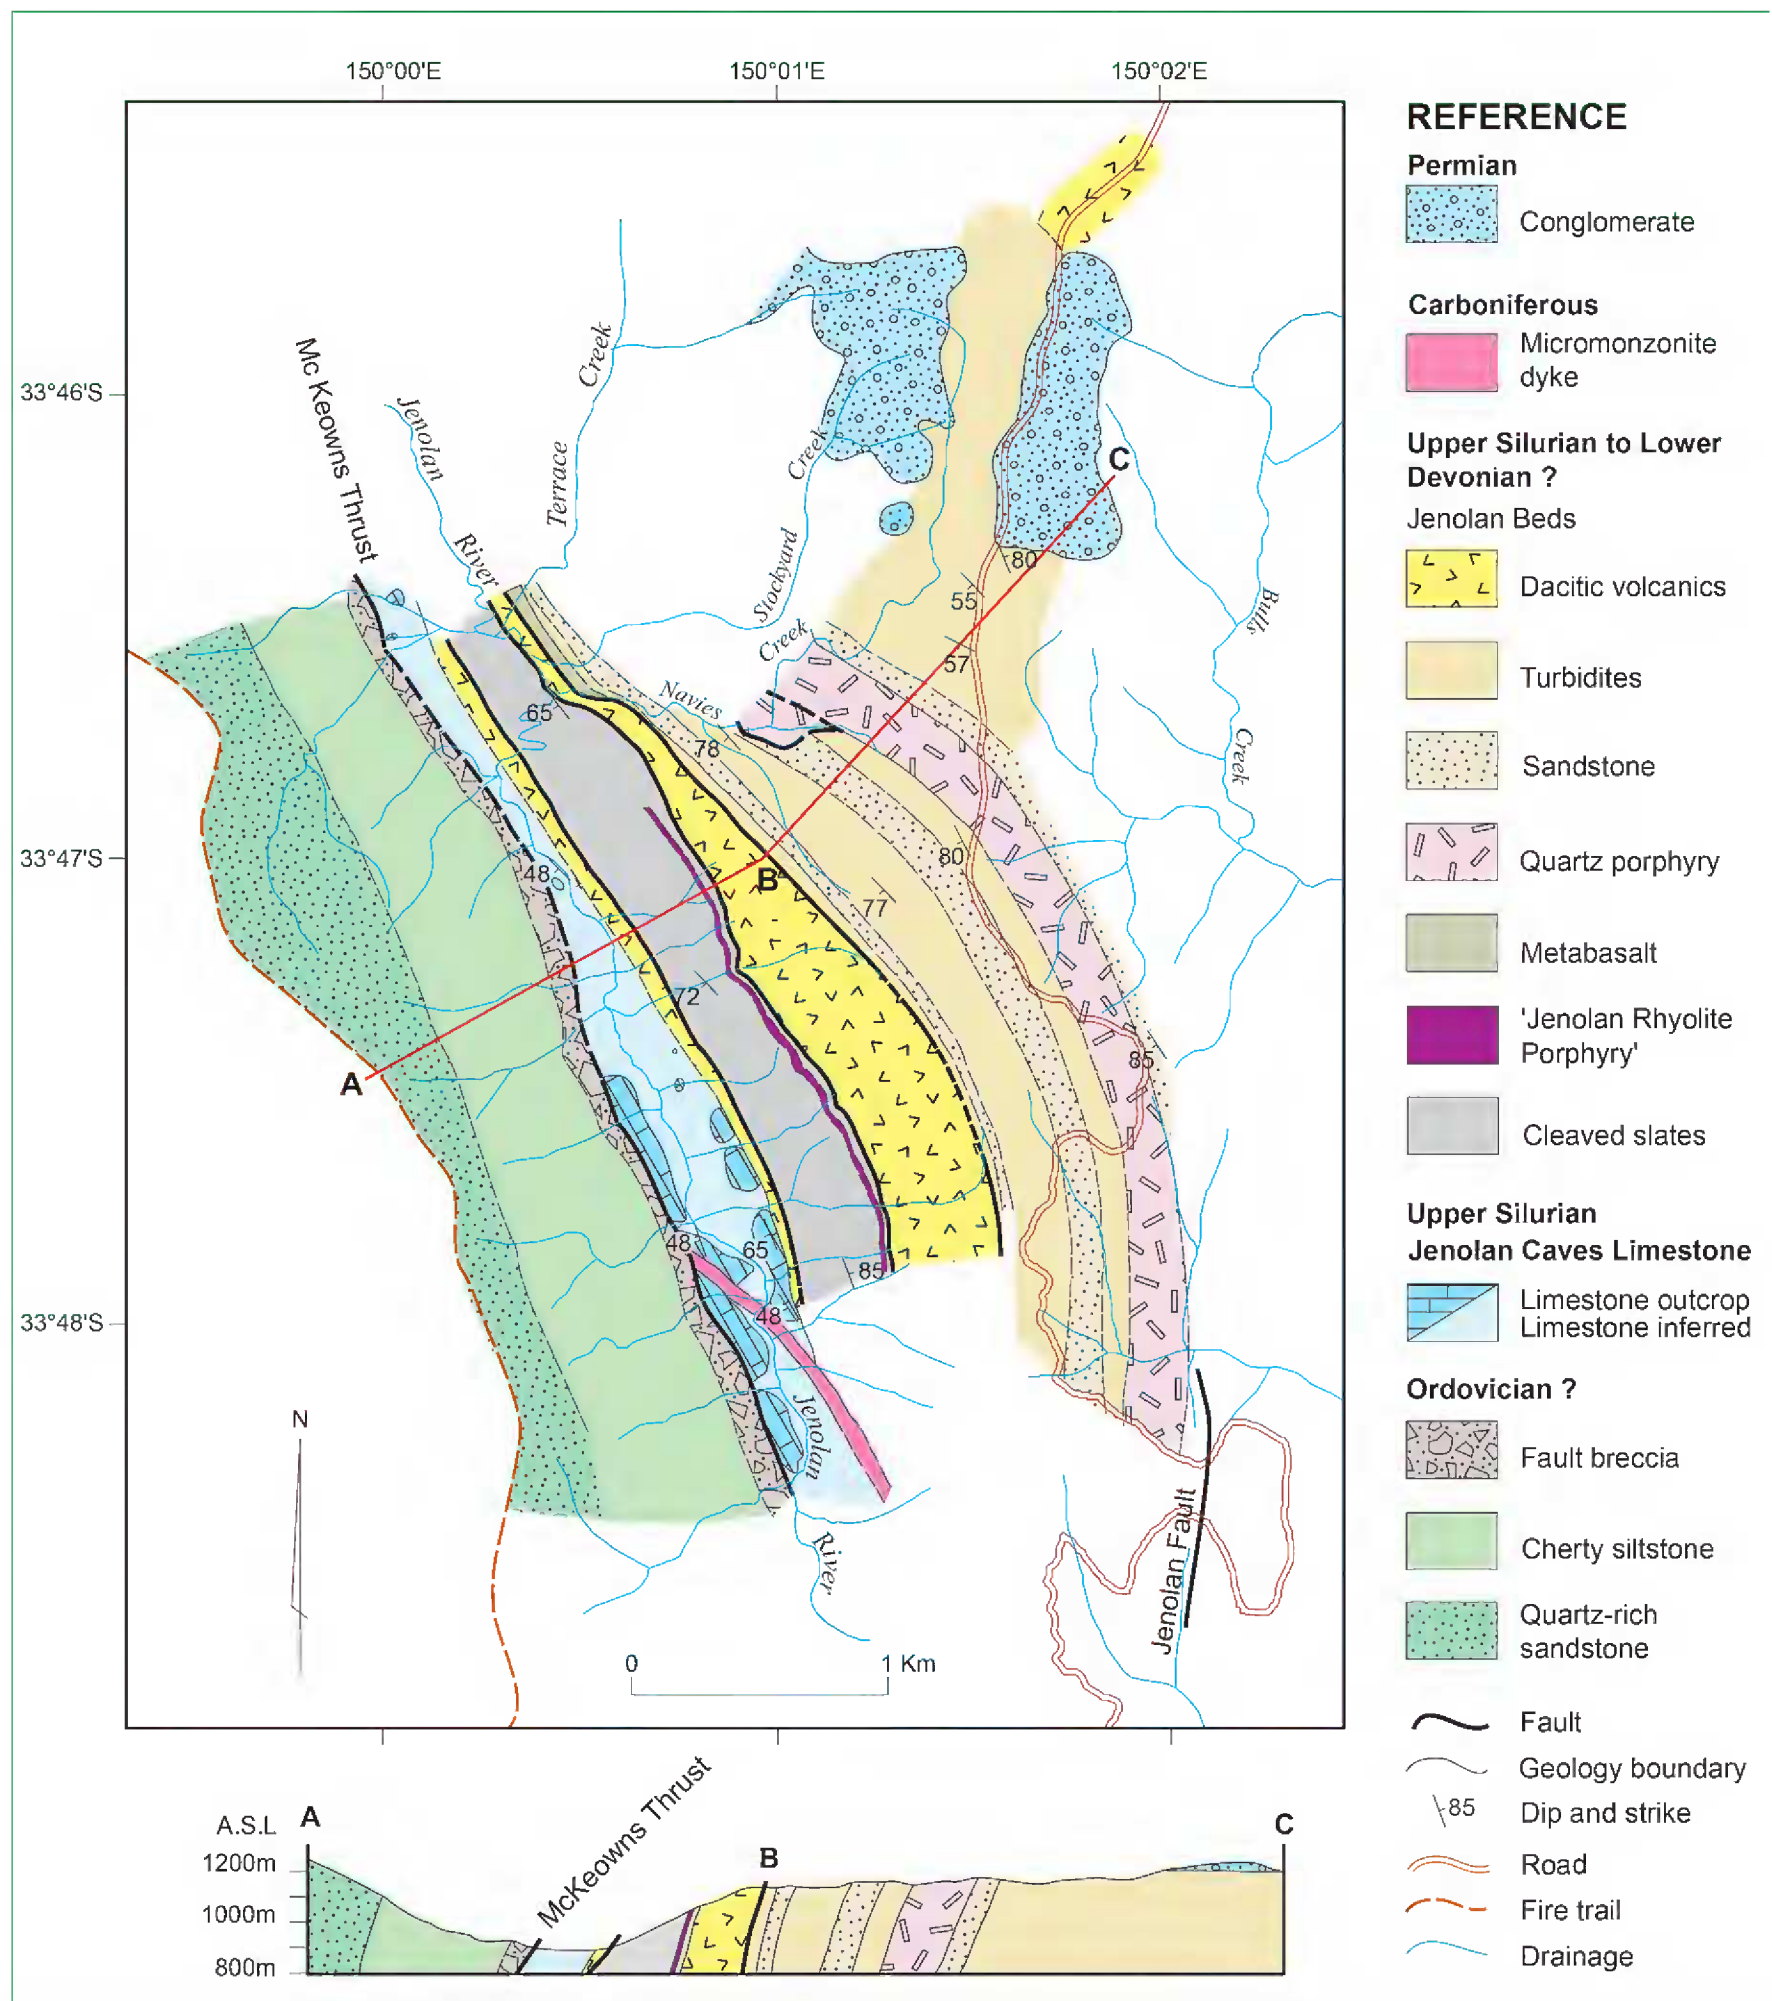 150°00'E
150°01'E
150°02'E
33°46'S
33°47'S
33°48'S
Mc Keowns Thrust
Jenolan
River
Terrace
Creek
Stockyard
Creek
Creek
Navies
Bulls
Creek
C
80
55
57
65
78
48
B
80
77
72
A
85
48
65
85
48
Jenolan
River
Jenolan Fault
N
0
1 Km
REFERENCE
Permian
Conglomerate
Carboniferous
Micromonzonite
dyke
Upper Silurian to Lower
Devonian ?
Jenolan Beds
Dacitic volcanics
Turbidites
Sandstone
Quartz porphyry
Metabasalt
'Jenolan Rhyolite
Porphyry'
Cleaved slates
Upper Silurian
Jenolan Caves Limestone
Limestone outcrop
Limestone inferred
Ordovician ?
Fault breccia
Cherty siltstone
Quartz-rich
sandstone
Fault
Geology boundary
85 Dip and strike
Road
Fire trail
Drainage
A.S.L
A
McKeowns Thrust
B
C
1200m
1000m
800m